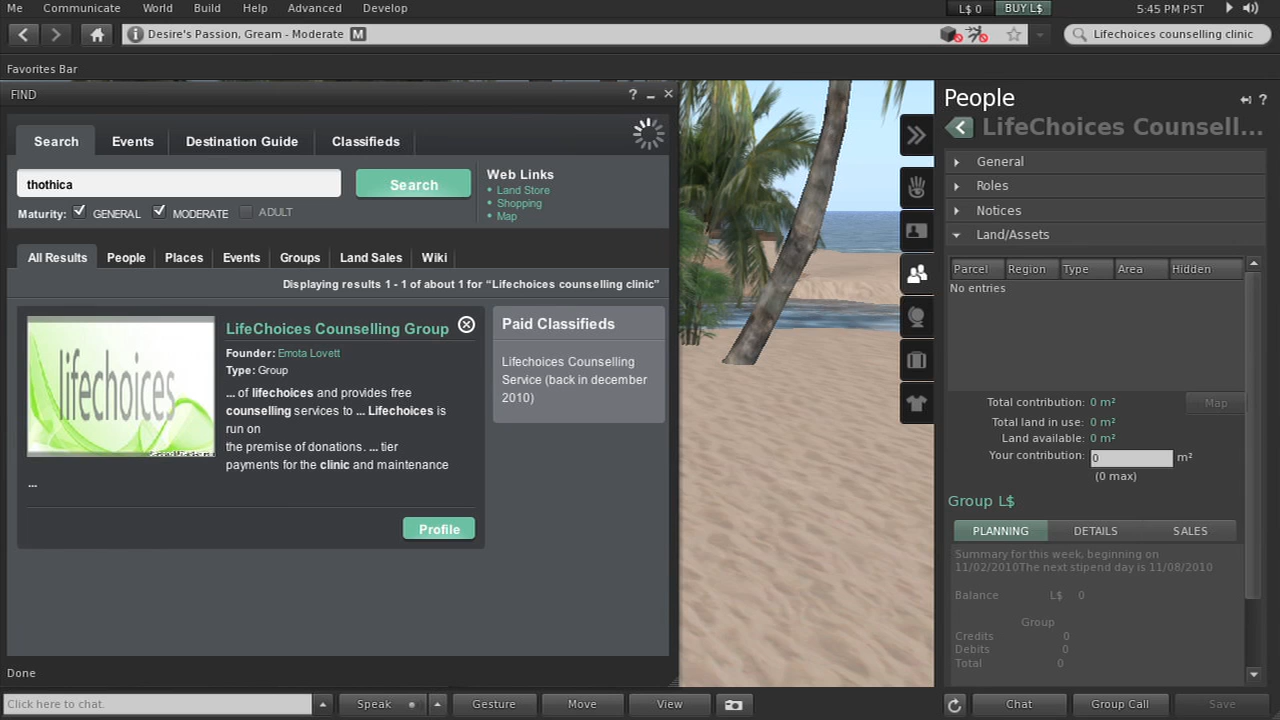 Me Communicate World Build Help Advanced Develop L$ 0 BUY L$ 5:45 PM PST
Desire's Passion, Gream - Moderate M Lifechoices counselling clinic
Favorites Bar
FIND
? _ ×
Search Events Destination Guide Classifieds
thothica
Search
Maturity: GENERAL MODERATE ADULT
Web Links
• Land Store
• Shopping
• Map
All Results People Places Events Groups Land Sales Wiki
Displaying results 1 - 1 of about 1 for “Lifechoices counselling clinic”
lifechoices
LifeChoices Counselling Group
Founder: Emota Lovett
Type: Group
... of lifechoices and provides free
counselling services to ... Lifechoices is
run on
the premise of donations. ... tier
payments for the clinic and maintenance
...
Profile
Paid Classifieds
Lifechoices Counselling
Service (back in december
2010)
Done
People
?
LifeChoices Counsell...
General
Roles
Notices
Land/Assets
Parcel Region Type Area Hidden
No entries
Total contribution: 0 m²
Map
Total land in use: 0 m²
Land available: 0 m²
Your contribution: 0 m²
(0 max)
Group L$
PLANNING DETAILS SALES
Summary for this week, beginning on
11/02/2010The next stipend day is 11/08/2010
Balance L$ 0
Group
Credits 0
Debits 0
Total 0
Click here to chat. Speak Gesture Move View Chat Group Call Save